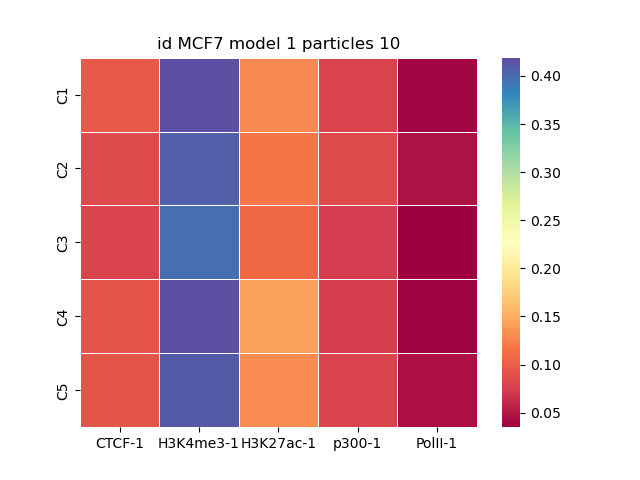 id MCF7 model 1 particles 10
C1
C2
C3
C4
C5
CTCF-1 H3K4me3-1 H3K27ac-1 p300-1 PolII-1
0.40
0.35
0.30
0.25
0.20
0.15
0.10
0.05